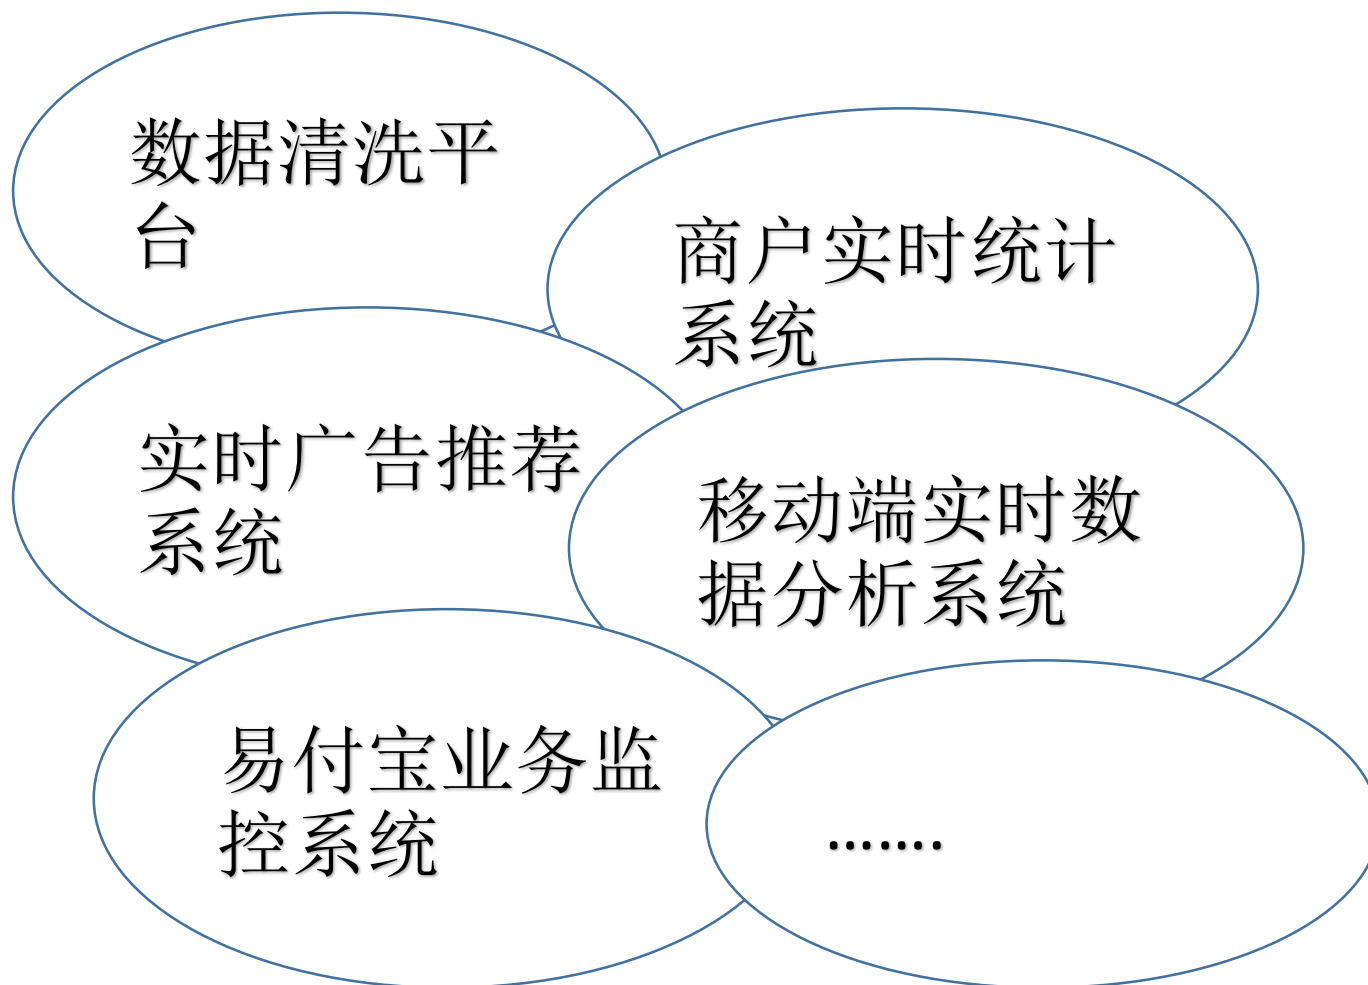 数据清洗平
台
商户实时统计
系统
实时广告推荐
系统
移动端实时数
据分析系统
易付宝业务监
控系统
.......